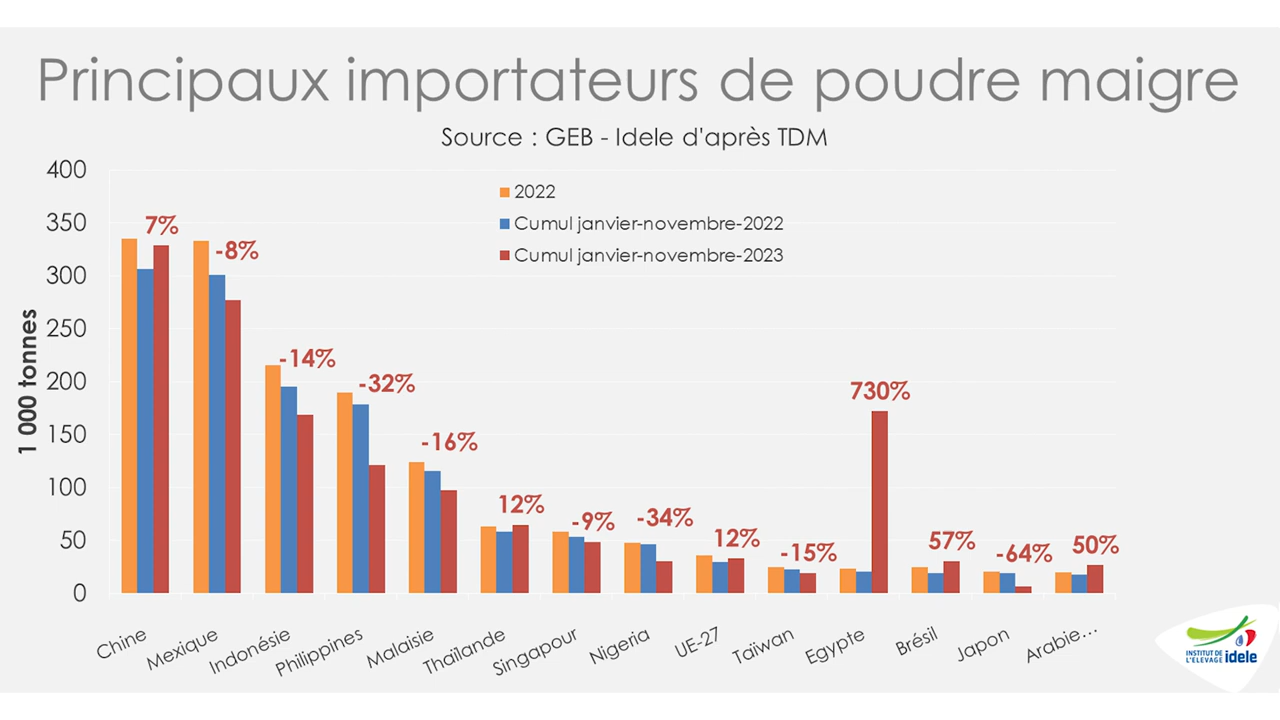 Principaux importateurs de poudre maigre
Source : GEB - Idele d'après TDM
1 000 tonnes
400
350
300
250
200
150
100
50
0
2022
Cumul janvier-novembre-2022
Cumul janvier-novembre-2023
7%
-8%
-14%
-32%
-16%
12%
-9%
-34%
12%
-15%
730%
57%
-64%
50%
Chine
Mexique
Indonésie
Philippines
Malaisie
Thaïlande
Singapour
Nigeria
UE-27
Taïwan
Egypte
Brésil
Japon
Arabie...
INSTITUT DE
L'ÉLEVAGE idele